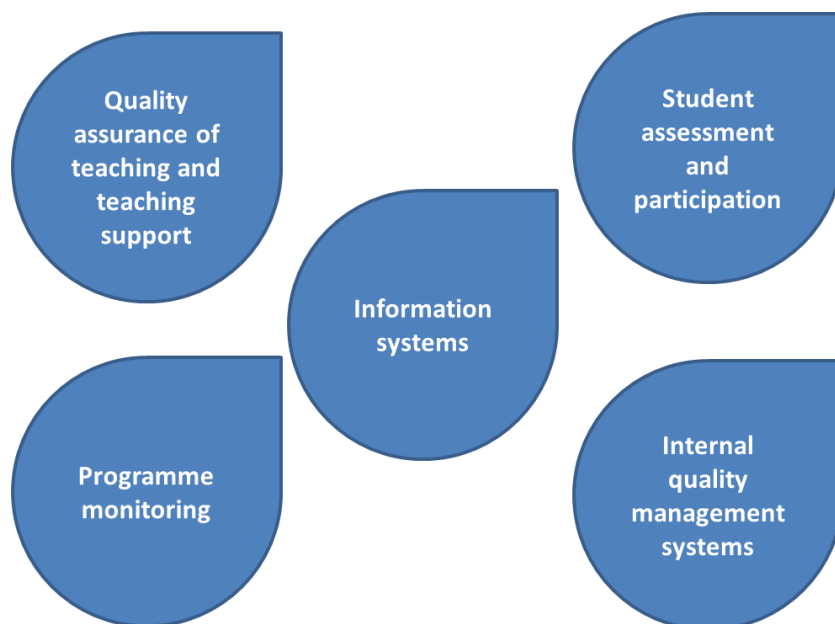 Quality
assurance of
teaching and
teaching
support
Student
assessment
and
participation
Information
systems
Programme
monitoring
Internal
quality
management
systems